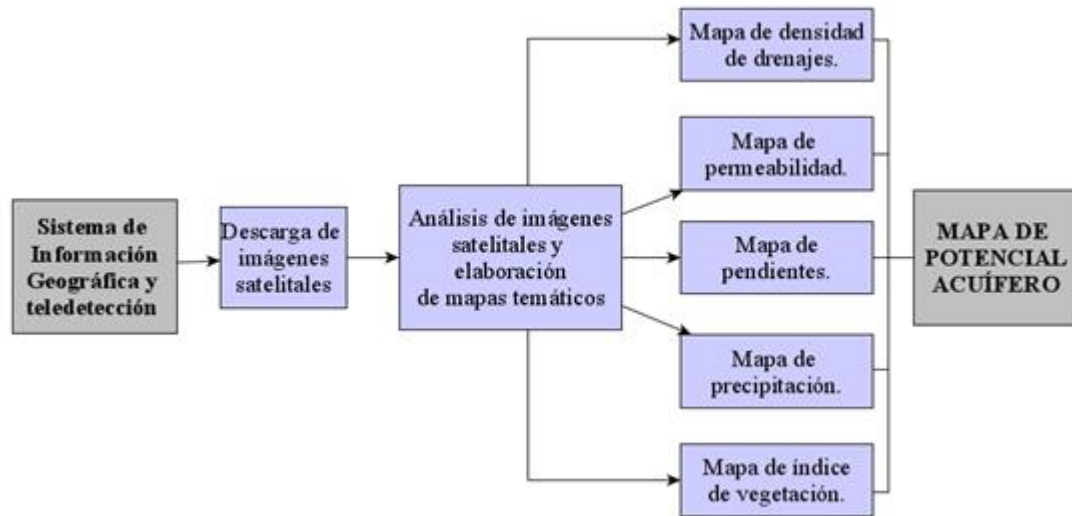 Sistema de
Información
Geográfica y
teledetección
Descarga de
imágenes
satelitales
Análisis de imágenes
satelitales y
elaboración
de mapas temáticos
Mapa de densidad
de drenajes.
Mapa de
permeabilidad.
Mapa de
pendientes.
Mapa de
precipitación.
Mapa de índice
de vegetación.
MAPA DE
POTENCIAL
ACUÍFERO